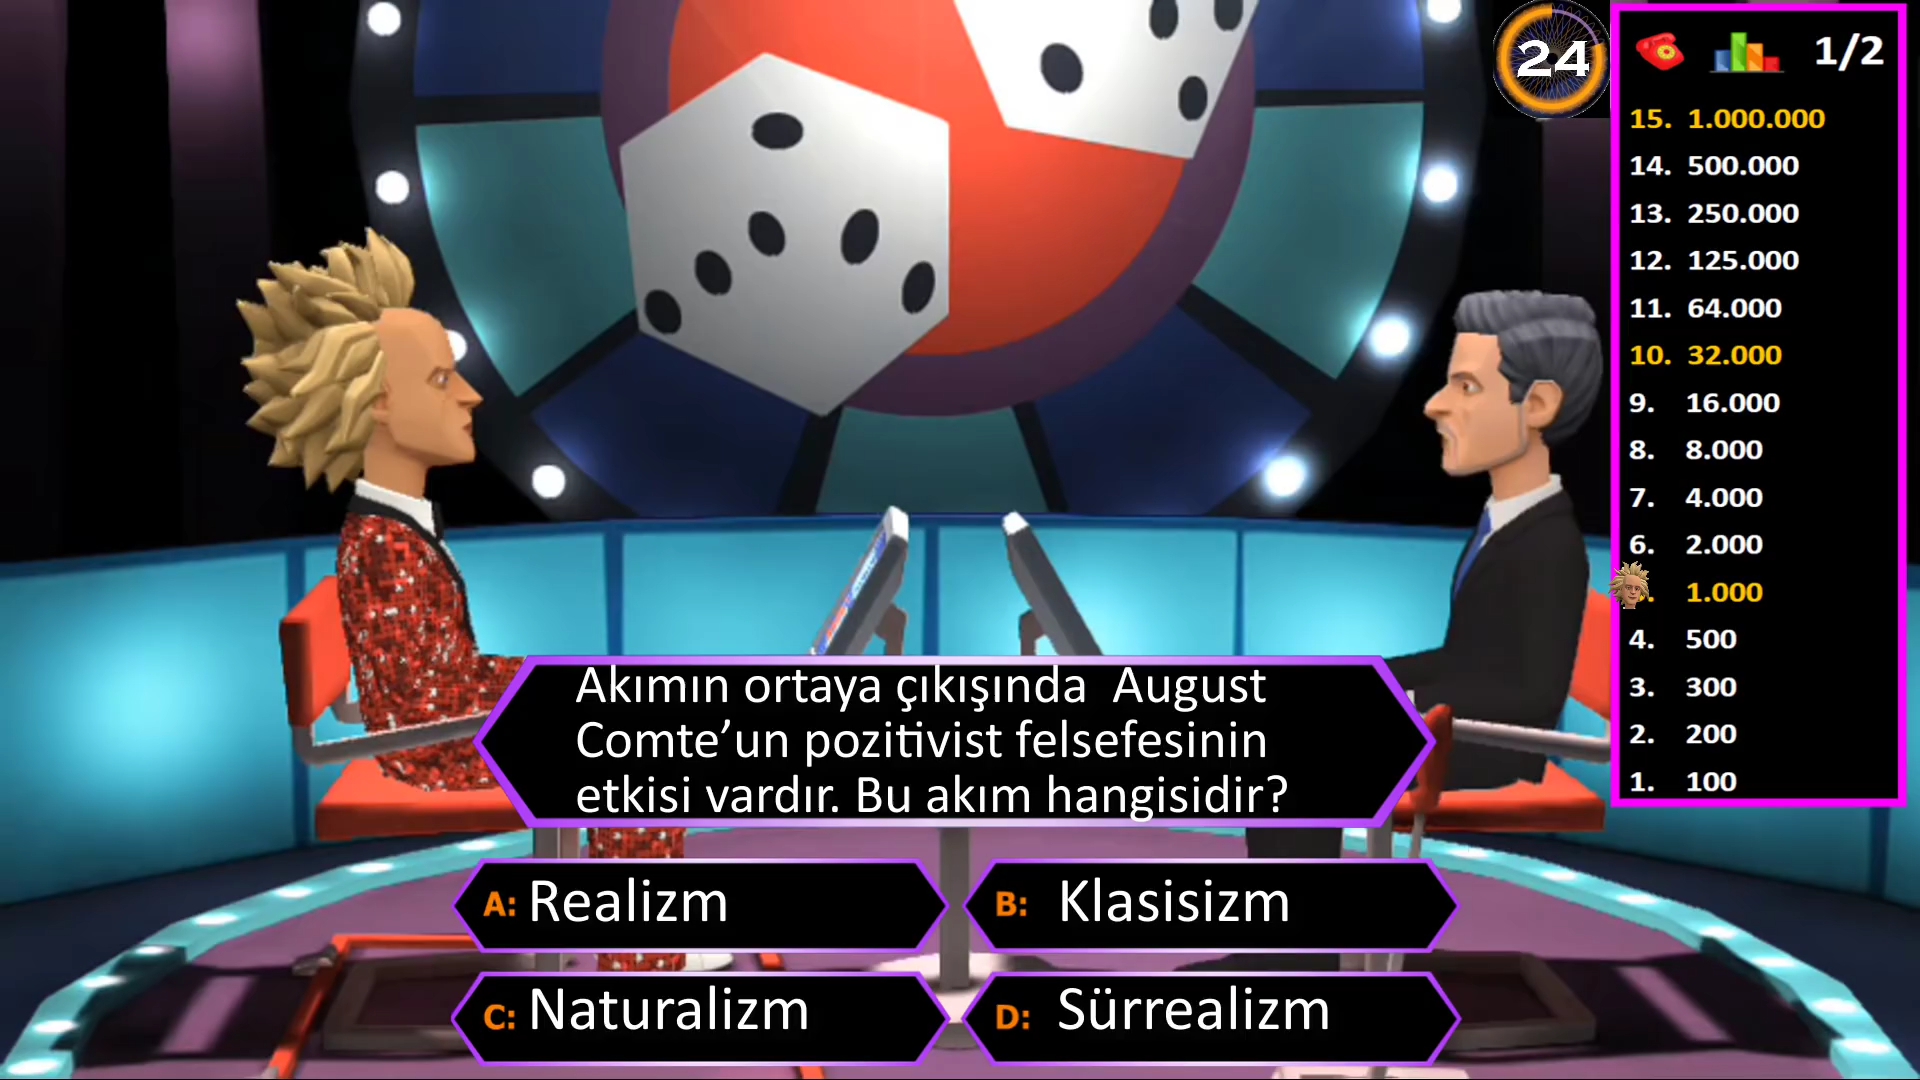 24
1/2
15. 1.000.000
14. 500.000
13. 250.000
12. 125.000
11. 64.000
10. 32.000
9. 16.000
8. 8.000
7. 4.000
6. 2.000
1.000
4. 500
3. 300
2. 200
1. 100
Akımın ortaya çıkışında August
Comte’un pozitivist felsefesinin
etkisi vardır. Bu akım hangisidir?
A: Realizm
B: Klasisizm
C: Naturalizm
D: Sürrealizm